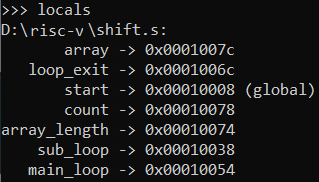 >>> locals
D:\risc-v\shift.s:
array -> 0x0001007c
loop_exit -> 0x0001006c
start -> 0x00010008 (global)
count -> 0x00010078
array_length -> 0x00010074
sub_loop -> 0x00010038
main_loop -> 0x00010054